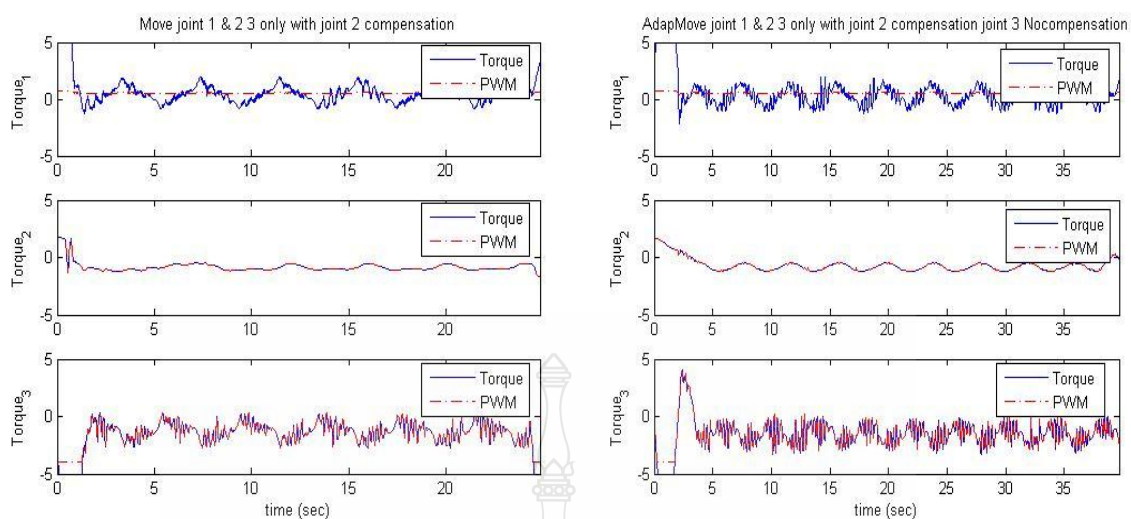 Move joint 1 & 2 3 only with joint 2 compensation
5
0
-5
Torque1
Torque
PWM
0 5 10 15 20
5
0
-5
Torque2
Torque
PWM
0 5 10 15 20
5
0
-5
Torque3
Torque
PWM
0 5 10 15 20
time (sec)
AdapMove joint 1 & 2 3 only with joint 2 compensation joint 3 Nocompensation
5
0
-5
Torque1
Torque
PWM
0 5 10 15 20 25 30 35
5
0
-5
Torque2
Torque
PWM
0 5 10 15 20 25 30 35
5
0
-5
Torque3
Torque
PWM
0 5 10 15 20 25 30 35
time (sec)